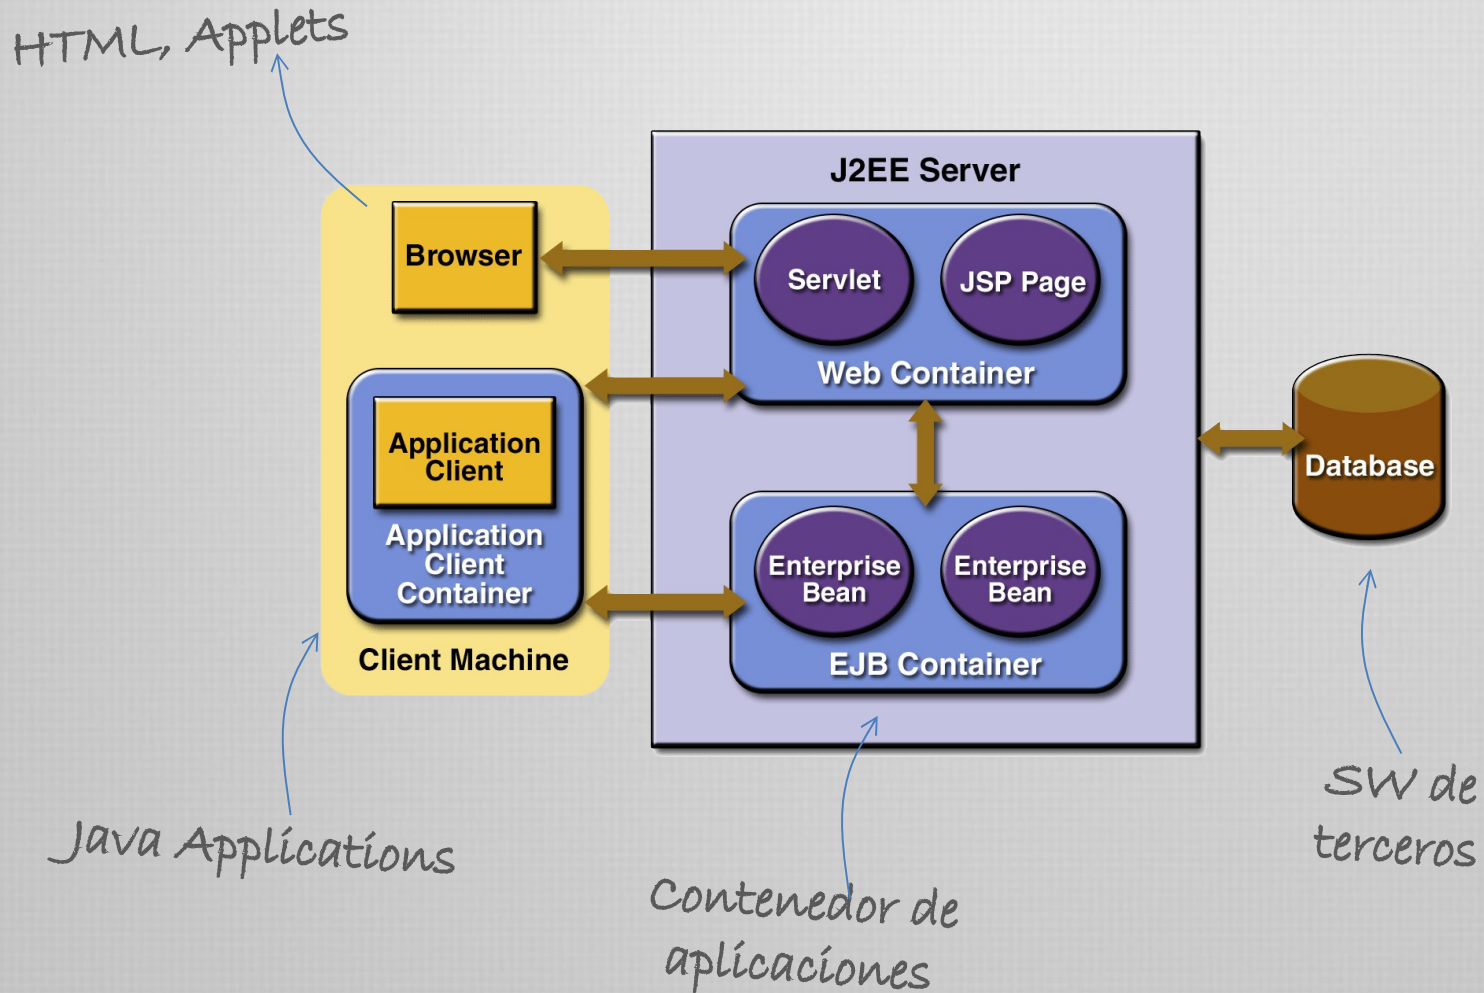 HTML, Applets
J2EE Server
Browser
Servlet
JSP Page
Web Container
Application
Client
Application
Client
Container
Client Machine
Enterprise
Bean
Enterprise
Bean
EJB Container
Database
Java Applications
Contenedor de
aplicaciones
SW de
terceros